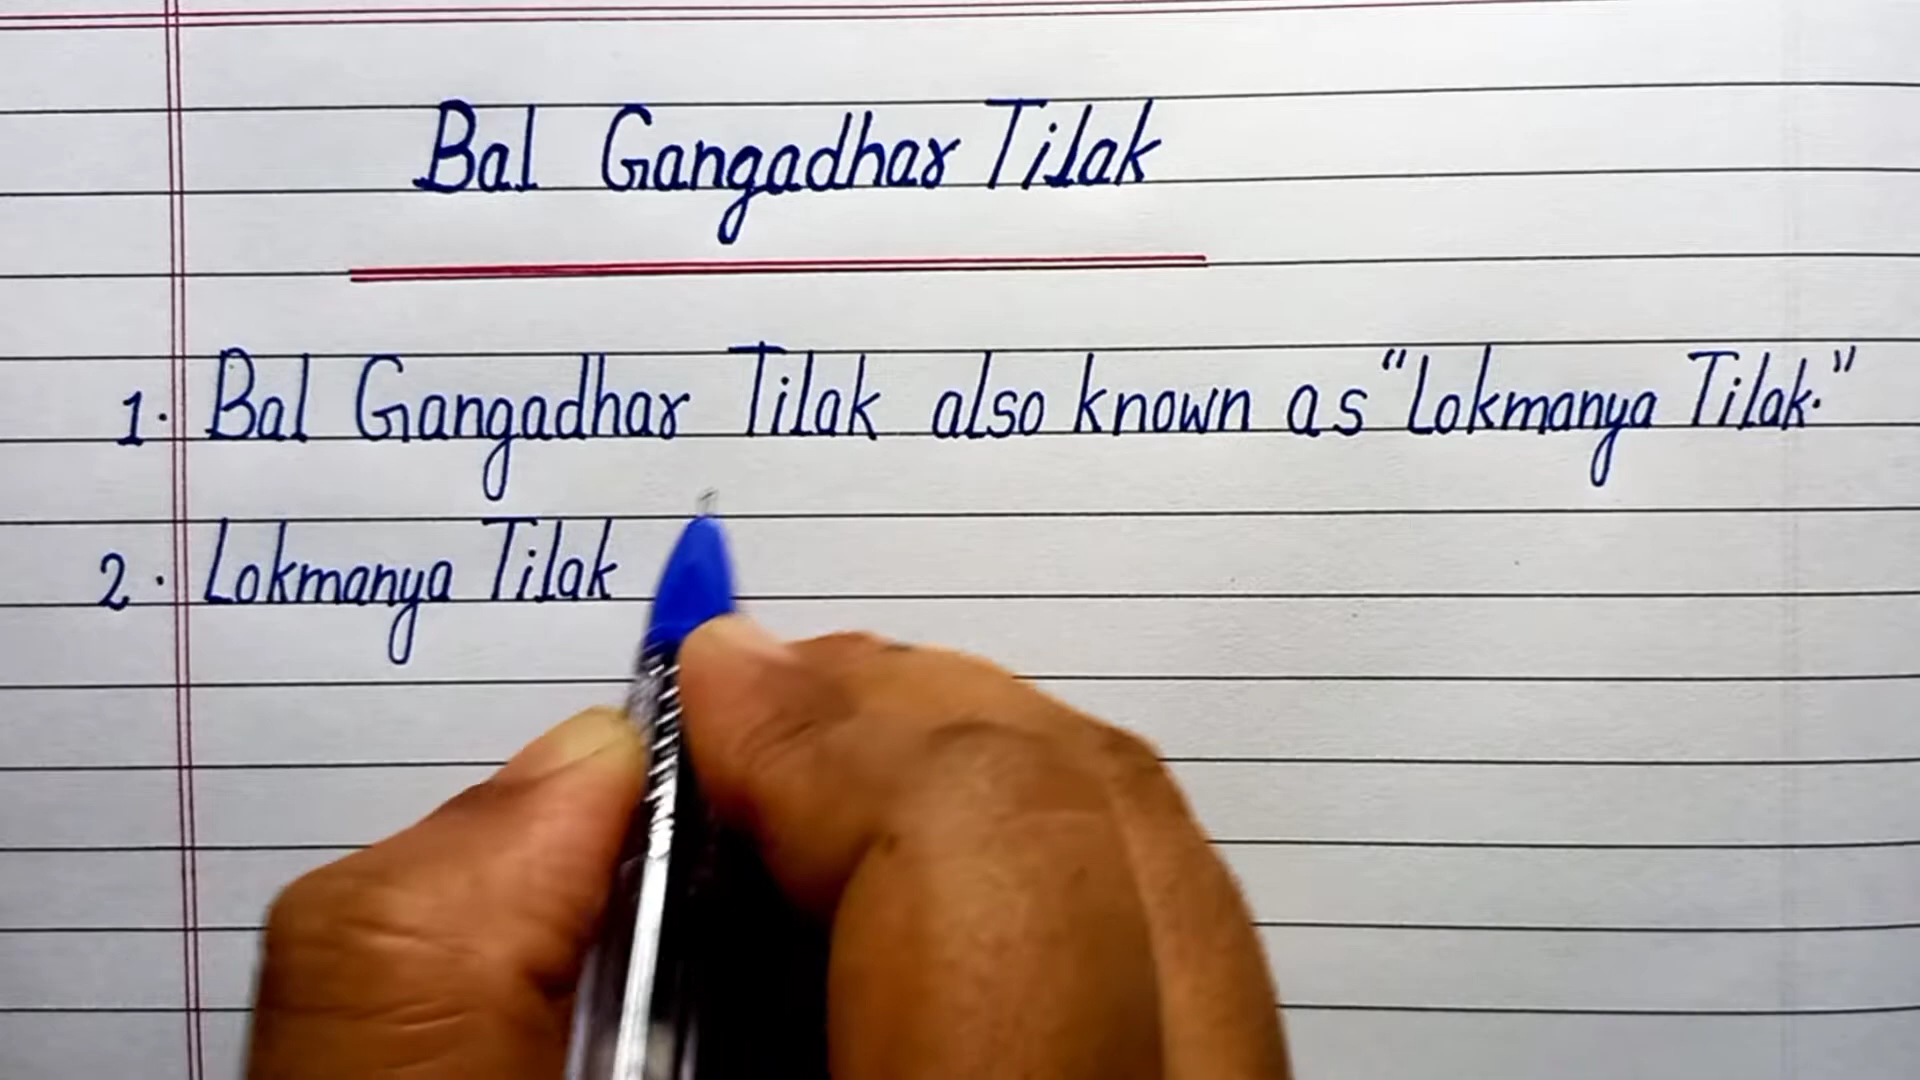 Bal Gangadhar Tilak
1. Bal Gangadhar Tilak also known as "Lokmanya Tilak."
2. Lokmanya Tilak